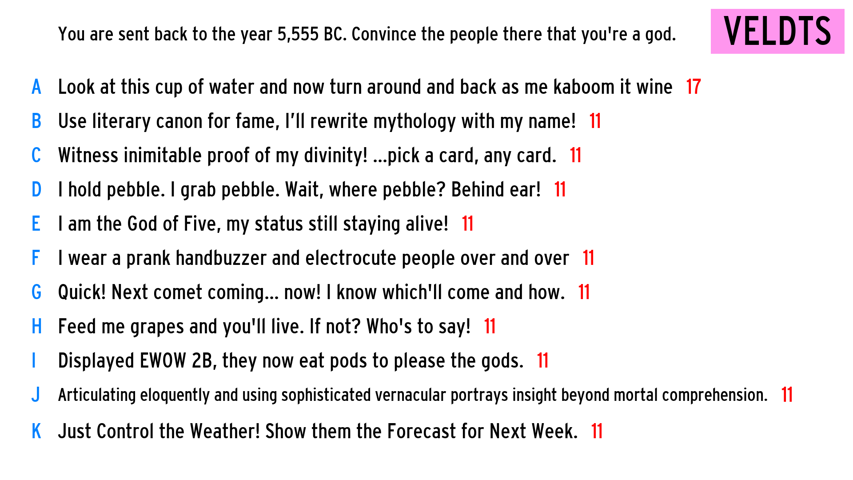 You are sent back to the year 5,555 BC. Convince the people there that you're a god.
VELDTS
A Look at this cup of water and now turn around and back as me kaboom it wine 17
B Use literary canon for fame, I’ll rewrite mythology with my name! 11
C Witness inimitable proof of my divinity! ...pick a card, any card. 11
D I hold pebble. I grab pebble. Wait, where pebble? Behind ear! 11
E I am the God of Five, my status still staying alive! 11
F I wear a prank handbuzzer and electrocute people over and over 11
G Quick! Next comet coming... now! I know which'll come and how. 11
H Feed me grapes and you'll live. If not? Who's to say! 11
I Displayed EWOW 2B, they now eat pods to please the gods. 11
J Articulating eloquently and using sophisticated vernacular portrays insight beyond mortal comprehension. 11
K Just Control the Weather! Show them the Forecast for Next Week. 11